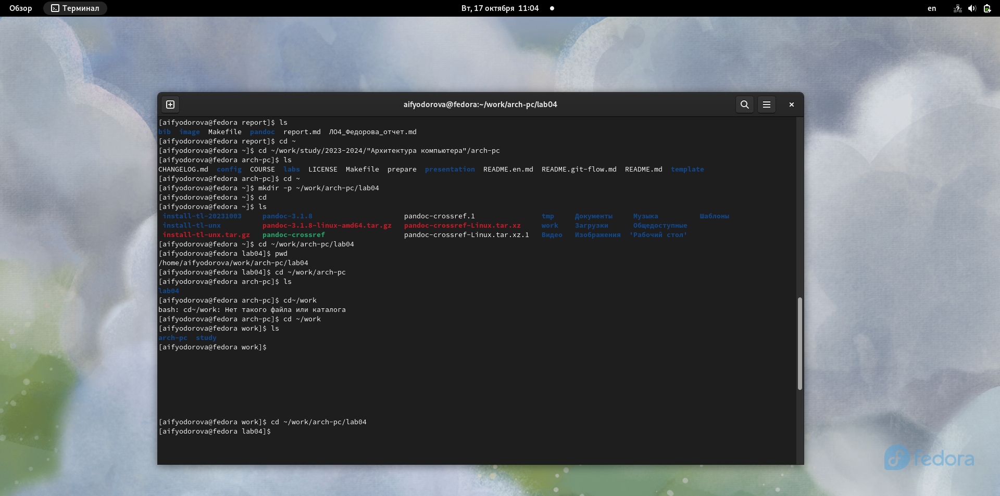 Обзор Терминал Вт, 17 октября 11:04 en
aifyodorova@fedora:~/work/arch-pc/lab04
[aifyodorova@fedora report]$ ls
bib image Makefile pandoc report.md Л04_Федорова_отчет.md
[aifyodorova@fedora report]$ cd ~
[aifyodorova@fedora ~]$ cd ~/work/study/2023-2024/"Архитектура компьютера"/arch-pc
[aifyodorova@fedora arch-pc]$ ls
CHANGELOG.md config COURSE labs LICENSE Makefile prepare presentation README.en.md README.git-flow.md README.md template
[aifyodorova@fedora arch-pc]$ cd ~
[aifyodorova@fedora ~]$ mkdir -p ~/work/arch-pc/lab04
[aifyodorova@fedora ~]$ cd
[aifyodorova@fedora ~]$ ls
install-tl-20231003 pandoc-3.1.8 pandoc-crossref.1 tmp Документы Музыка Шаблоны
install-tl-unx pandoc-3.1.8-linux-amd64.tar.gz pandoc-crossref-Linux.tar.xz work Загрузки Общедоступные
install-tl-unx.tar.gz pandoc-crossref pandoc-crossref-Linux.tar.xz.1 Видео Изображения 'Рабочий стол'
[aifyodorova@fedora ~]$ cd ~/work/arch-pc/lab04
[aifyodorova@fedora lab04]$ pwd
/home/aifyodorova/work/arch-pc/lab04
[aifyodorova@fedora lab04]$ cd ~/work/arch-pc
[aifyodorova@fedora arch-pc]$ ls
lab04
[aifyodorova@fedora arch-pc]$ cd~/work
bash: cd~/work: Нет такого файла или каталога
[aifyodorova@fedora arch-pc]$ cd ~/work
[aifyodorova@fedora work]$ ls
arch-pc study
[aifyodorova@fedora work]$
[aifyodorova@fedora work]$ cd ~/work/arch-pc/lab04
[aifyodorova@fedora lab04]$
fedora